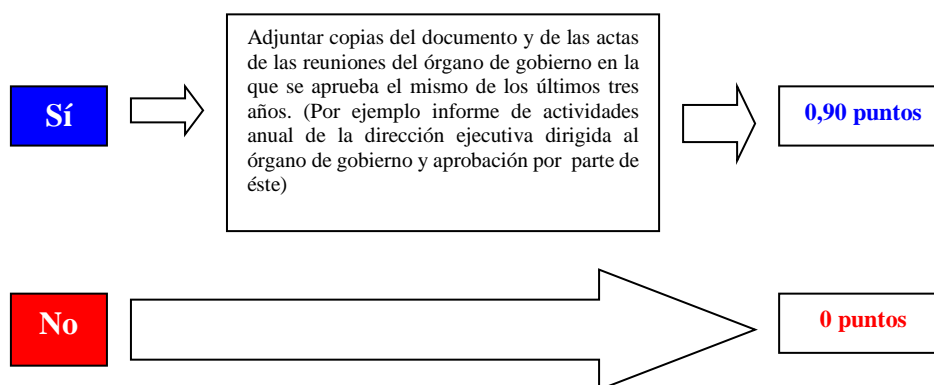 Adjuntar copias del documento y de las actas
de las reuniones del órgano de gobierno en la
que se aprueba el mismo de los últimos tres
años. (Por ejemplo informe de actividades
anual de la dirección ejecutiva dirigida al
órgano de gobierno y aprobación por parte de
éste)
Sí
0,90 puntos
No
0 puntos